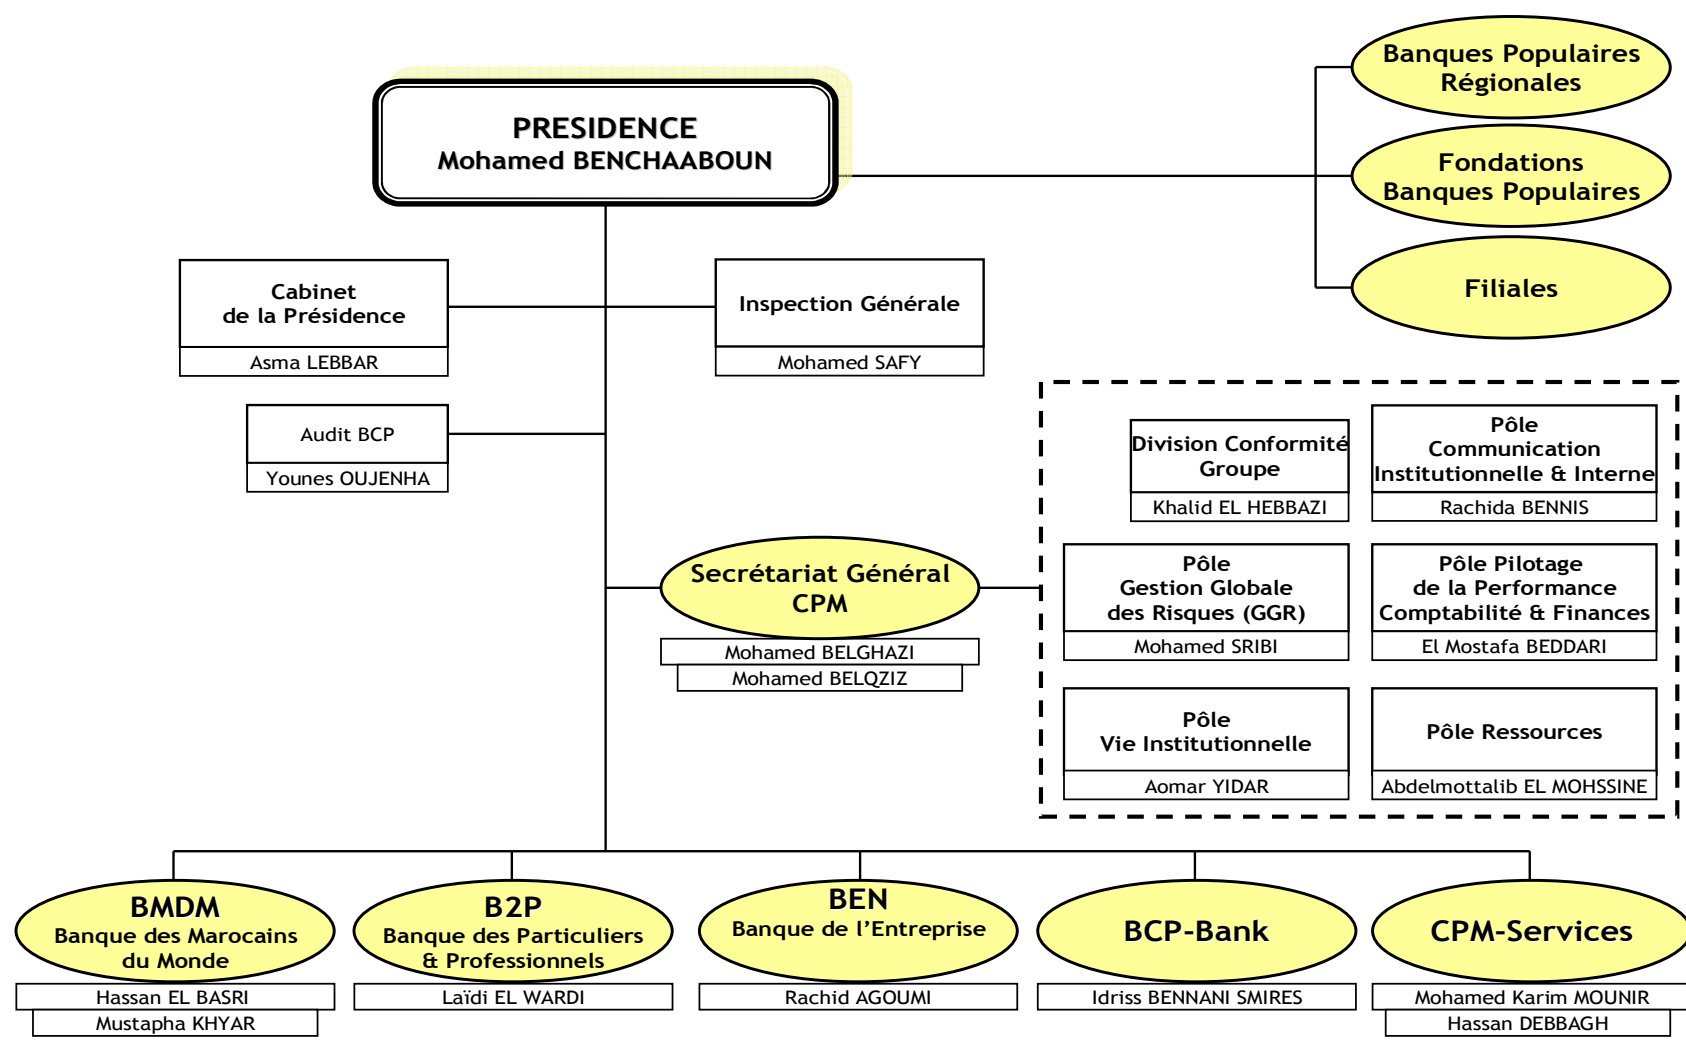 PRESIDENCE
Mohamed BENCHAABOUN
Banques Populaires
Régionales
Fondations
Banques Populaires
Filiales
Cabinet
de la Présidence
Asma LEBBAR
Inspection Générale
Mohamed SAFY
Audit BCP
Younes OUJENHA
Secrétariat Général
CPM
Mohamed BELGHAZI
Mohamed BELQZIZ
Division Conformité
Groupe
Khalid EL HEBBAZI
Pôle
Communication
Institutionnelle & Interne
Rachida BENNIS
Pôle
Gestion Globale
des Risques (GGR)
Mohamed SRIBI
Pôle Pilotage
de la Performance
Comptabilité & Finances
El Mostafa BEDDARI
Pôle
Vie Institutionnelle
Aomar YIDAR
Pôle Ressources
Abdelmottalib EL MOHSSINE
BMDM
Banque des Marocains
du Monde
Hassan EL BASRI
Mustapha KHYAR
B2P
Banque des Particuliers
& Professionnels
Laïdi EL WARDI
BEN
Banque de l’Entreprise
Rachid AGOUMI
BCP-Bank
Idriss BENNANI SMIRES
CPM-Services
Mohamed Karim MOUNIR
Hassan DEBBAGH